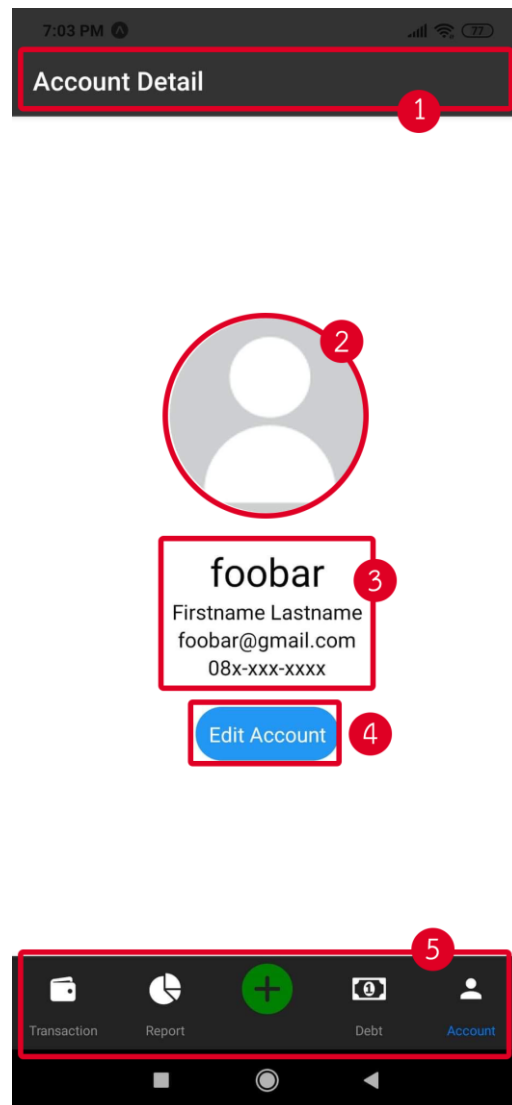 7:03 PM
77
Account Detail
1
2
foobar
3
Firstname Lastname
foobar@gmail.com
08x-xxx-xxxx
Edit Account
4
5
1
Transaction
Report
Debt
Account